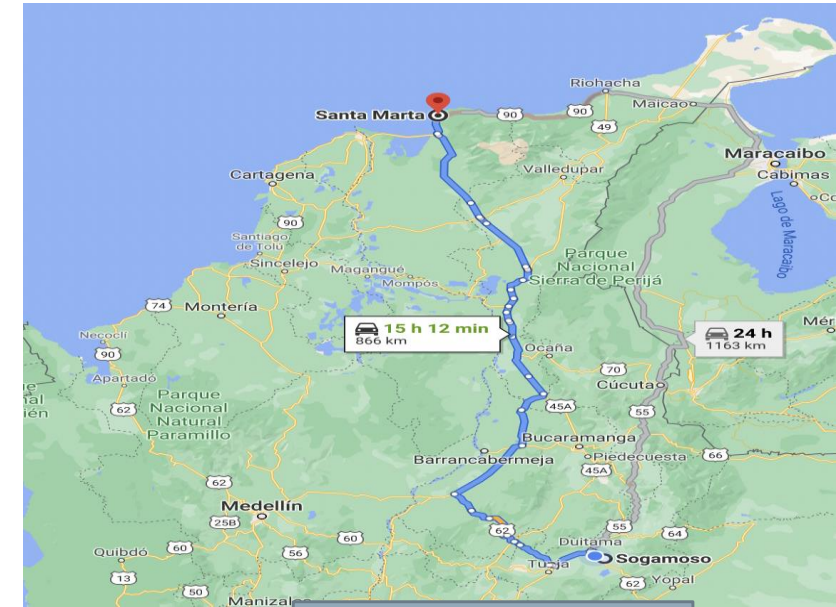 Riohacha
Maicao
90
90
49
Santa Marta
Maracaibo
Valledupar
Cabimas
Cartagena
Lago de Maracaibo
90
Santiago
de Tolú
Sincelejo
Magangué
Mompós
Parque
Nacional
Sierra de Perijá
74
Montería
15 h 12 min
866 km
24 h
1163 km
Mér
Necoclí
90
Ocaña
Apartadó
70
Cúcuta
Parque
Nacional
Natural
Paramillo
62
45A
55
Bucaramanga
Barrancabermeja
Piedecuesta
66
45A
62
Medellín
25B
62
55
64
60
Duitama
Quibdó
60
56
Tunja
Sogamoso
13
50
62
Yopal
Manizales